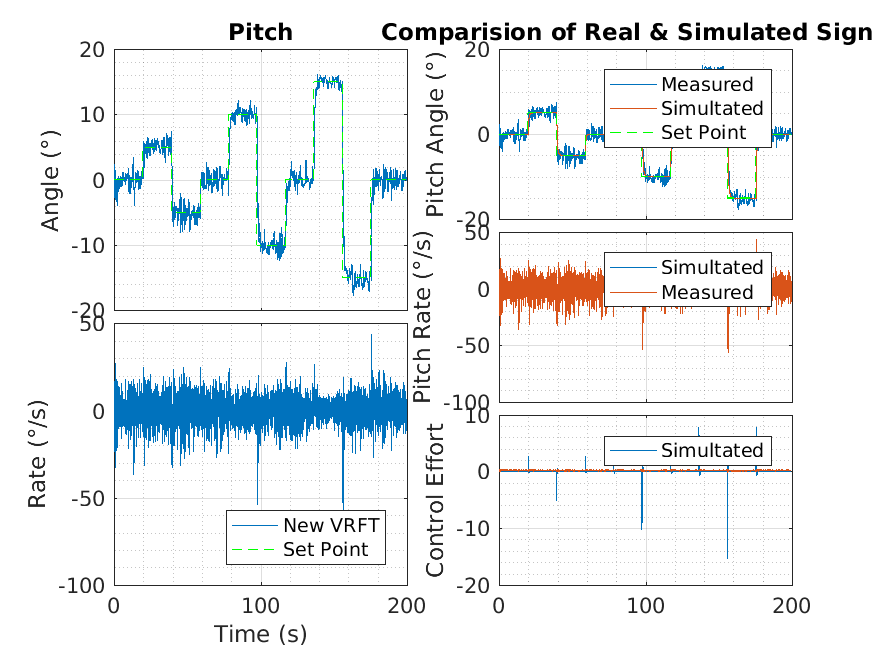 Pitch
Comparision of Real & Simulated Sign
20
10
0
-10
-20
Angle (°)
50
0
-50
-100
Rate (°/s)
New VRFT
Set Point
0
100
200
Time (s)
20
0
-20
Pitch Angle (°)
Measured
Simultated
Set Point
50
0
-50
-100
Pitch Rate (°/s)
Simultated
Measured
10
0
-10
-20
Control Effort
Simultated
0
100
200